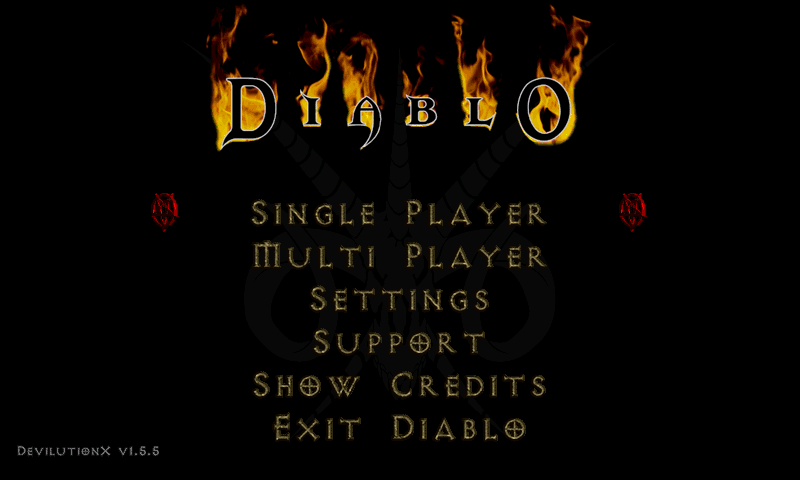 Diablo
Single Player
Multi Player
Settings
Support
Show Credits
Exit Diablo
DevilutionX v1.5.5